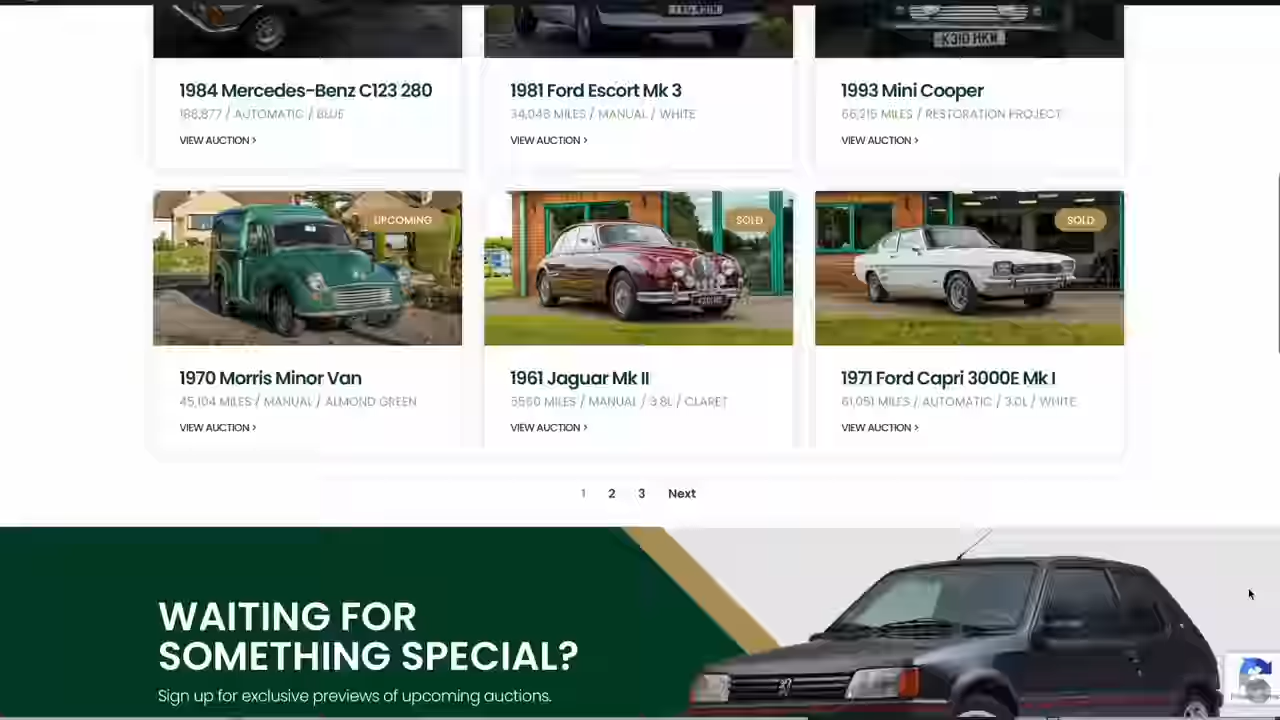 K310 HKW
1984 Mercedes-Benz C123 280
1981 Ford Escort Mk 3
1993 Mini Cooper
188,877 / AUTOMATIC / BLUE
34,048 MILES / MANUAL / WHITE
66,215 MILES / RESTORATION PROJECT
VIEW AUCTION >
VIEW AUCTION >
VIEW AUCTION >
UPCOMING
SOLD
SOLD
1970 Morris Minor Van
1961 Jaguar Mk II
1971 Ford Capri 3000E Mk I
45,104 MILES / MANUAL / ALMOND GREEN
5560 MILES / MANUAL / 3.8L / CLARET
61,051 MILES / AUTOMATIC / 3.0L / WHITE
VIEW AUCTION >
VIEW AUCTION >
VIEW AUCTION >
1 2 3 Next
WAITING FOR
SOMETHING SPECIAL?
Sign up for exclusive previews of upcoming auctions.